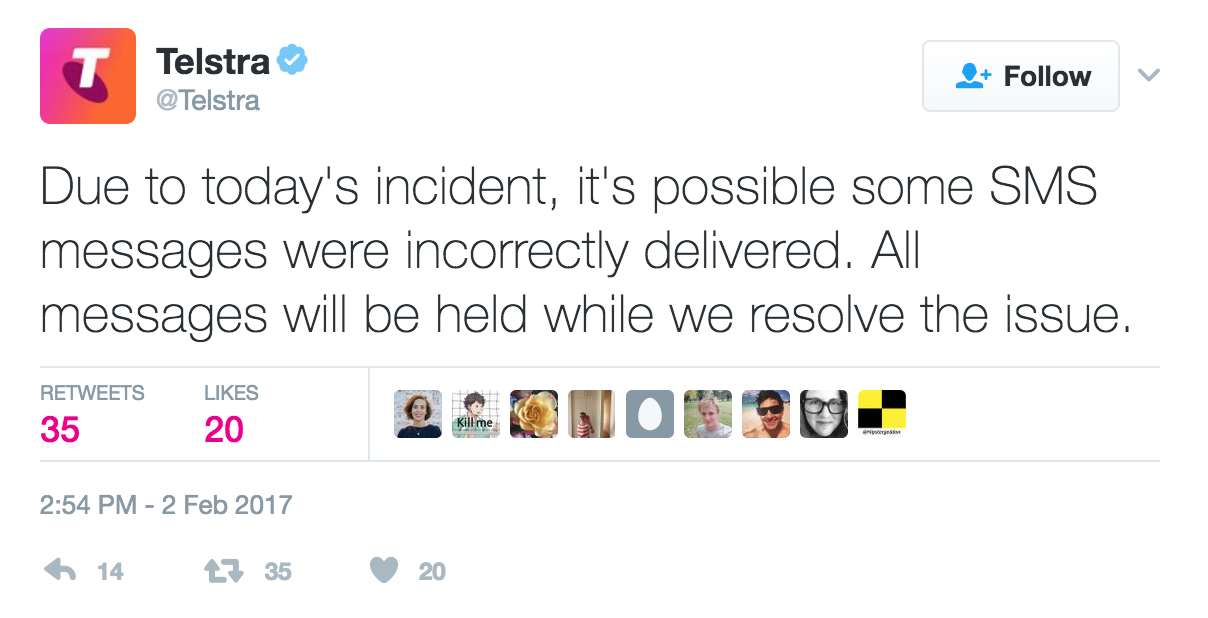 Telstra
@Telstra
Follow
Due to today's incident, it's possible some SMS
messages were incorrectly delivered. All
messages will be held while we resolve the issue.
RETWEETS LIKES
35 20
Kill me
@Hipstergeddon
2:54 PM - 2 Feb 2017
14 35 20